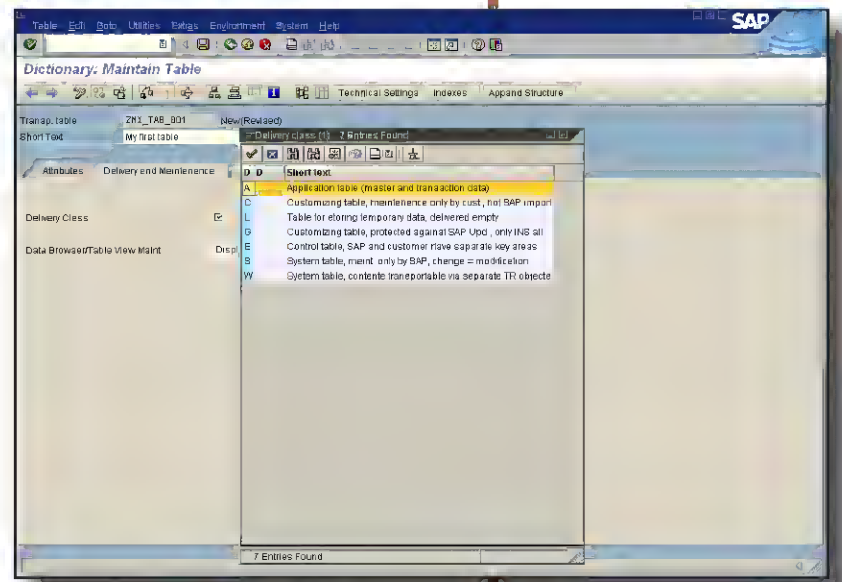 Table Edit Goto Utilities Extras Environment System Help
SAP
Dictionary: Maintain Table
Technical Settings Indexes Append Structure
Transp. table ZMX_TAB_001 New(Revised)
Short Text My first table
Attributes Delivery and Maintenance
Delivery Class
Data Browser/Table View Maint Displ
Delivery class (1) 7 Entries Found
D D Short text
A Application table (master and transaction data)
C Customizing table, maintenance only by cust., not SAP import
L Table for storing temporary data, delivered empty
G Customizing table, protected against SAP Upd., only INS all
E Control table, SAP and customer have separate key areas
S System table, maint. only by SAP, change = modification
W System table, contents transportable via separate TR objects
7 Entries Found